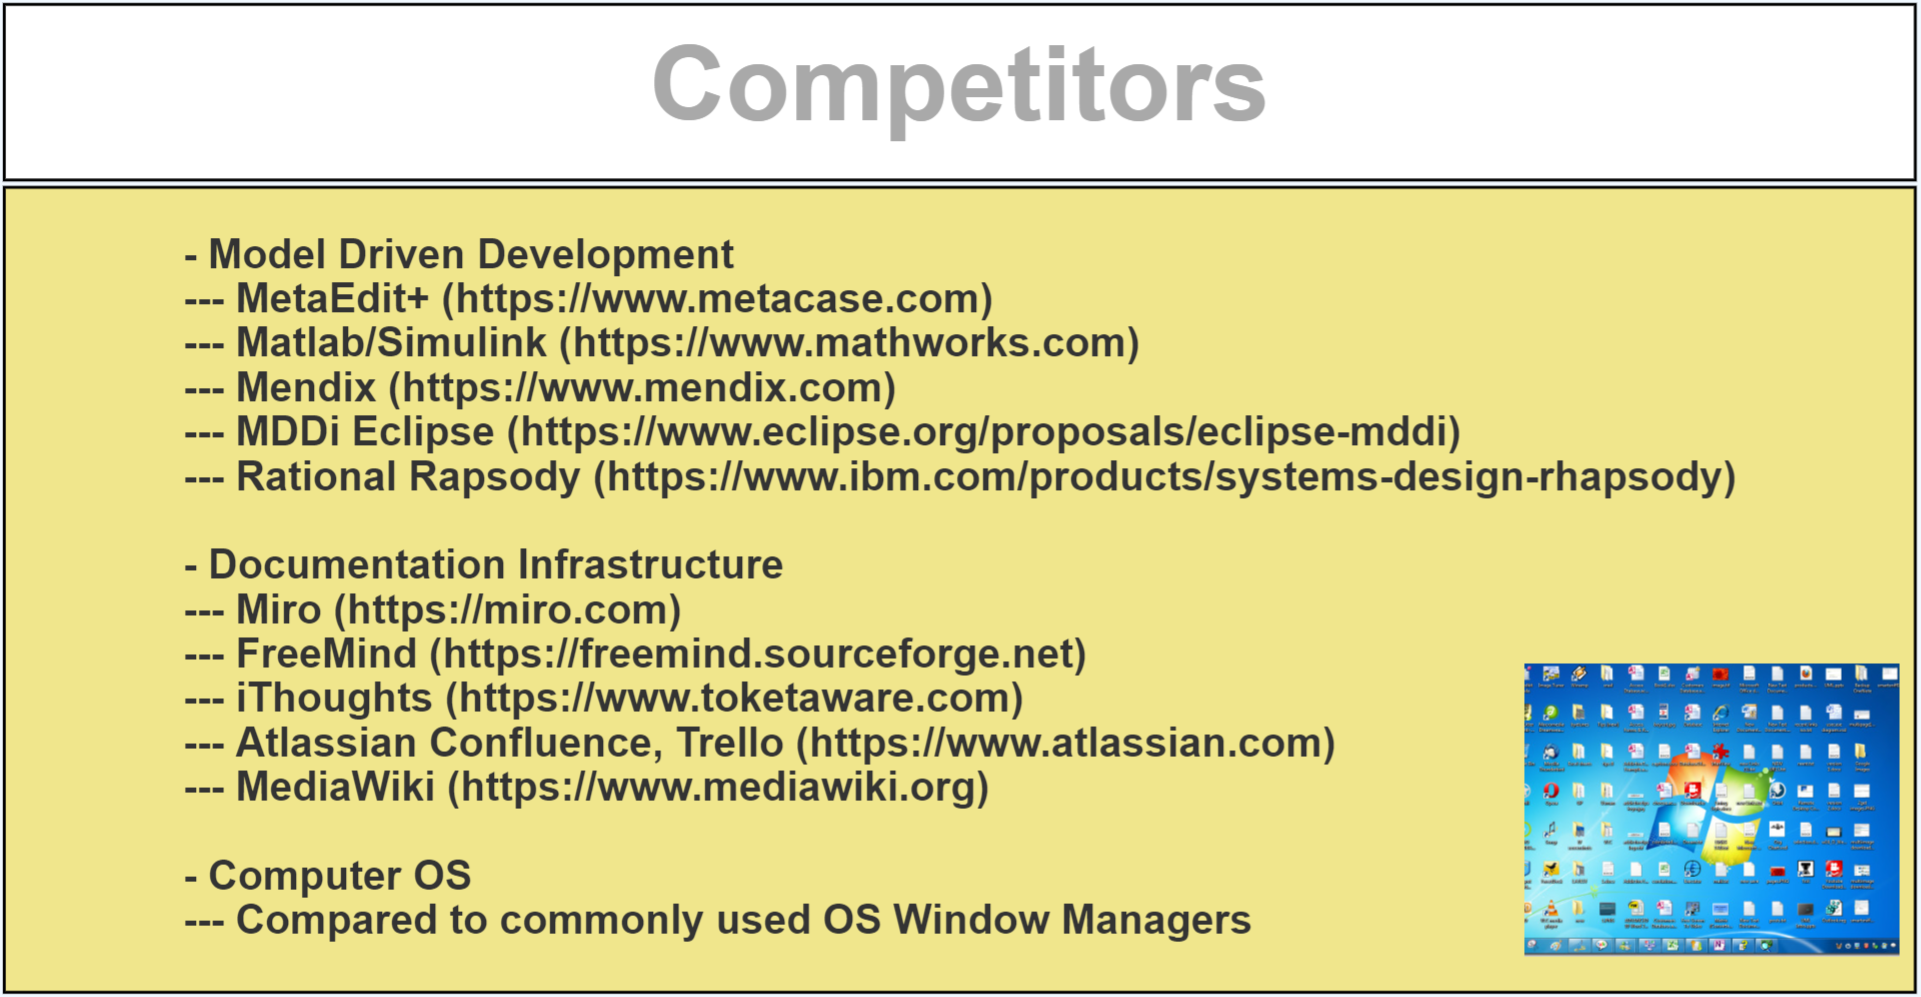 Competitors
- Model Driven Development
--- MetaEdit+ (https://www.metacase.com)
--- Matlab/Simulink (https://www.mathworks.com)
--- Mendix (https://www.mendix.com)
--- MDDi Eclipse (https://www.eclipse.org/proposals/eclipse-mddi)
--- Rational Rapsody (https://www.ibm.com/products/systems-design-rhapsody)
- Documentation Infrastructure
--- Miro (https://miro.com)
--- FreeMind (https://freemind.sourceforge.net)
--- iThoughts (https://www.toketaware.com)
--- Atlassian Confluence, Trello (https://www.atlassian.com)
--- MediaWiki (https://www.mediawiki.org)
- Computer OS
--- Compared to commonly used OS Window Managers